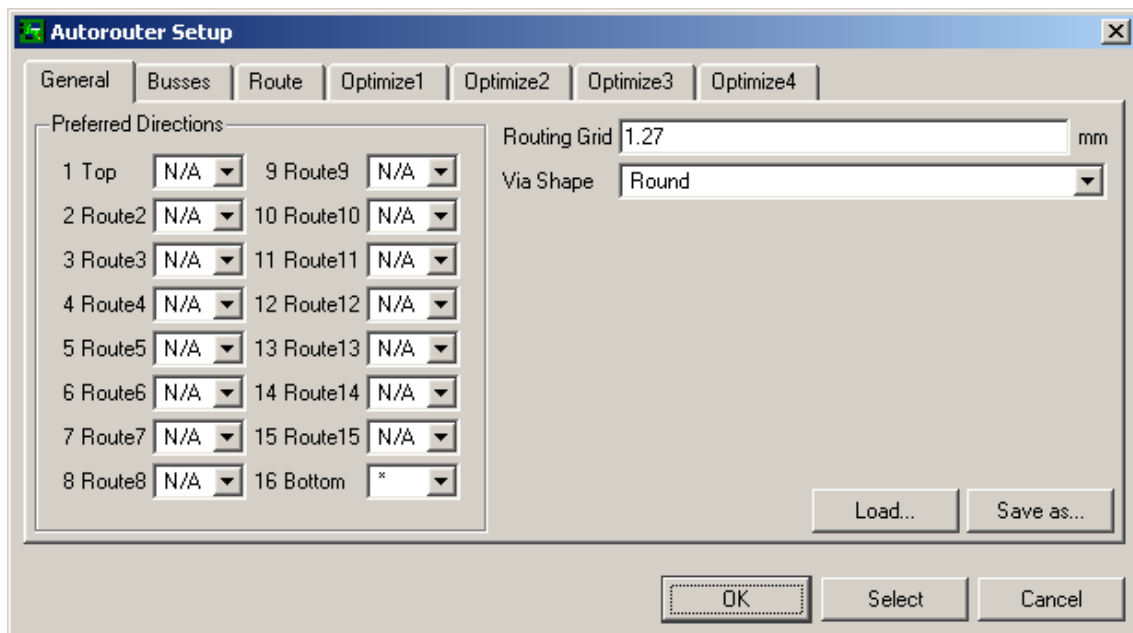 Autorouter Setup
General Busses Route Optimize1 Optimize2 Optimize3 Optimize4
Preferred Directions
1 Top N/A 9 Route9 N/A
2 Route2 N/A 10 Route10 N/A
3 Route3 N/A 11 Route11 N/A
4 Route4 N/A 12 Route12 N/A
5 Route5 N/A 13 Route13 N/A
6 Route6 N/A 14 Route14 N/A
7 Route7 N/A 15 Route15 N/A
8 Route8 N/A 16 Bottom *
Routing Grid 1.27 mm
Via Shape Round
Load... Save as...
OK Select Cancel